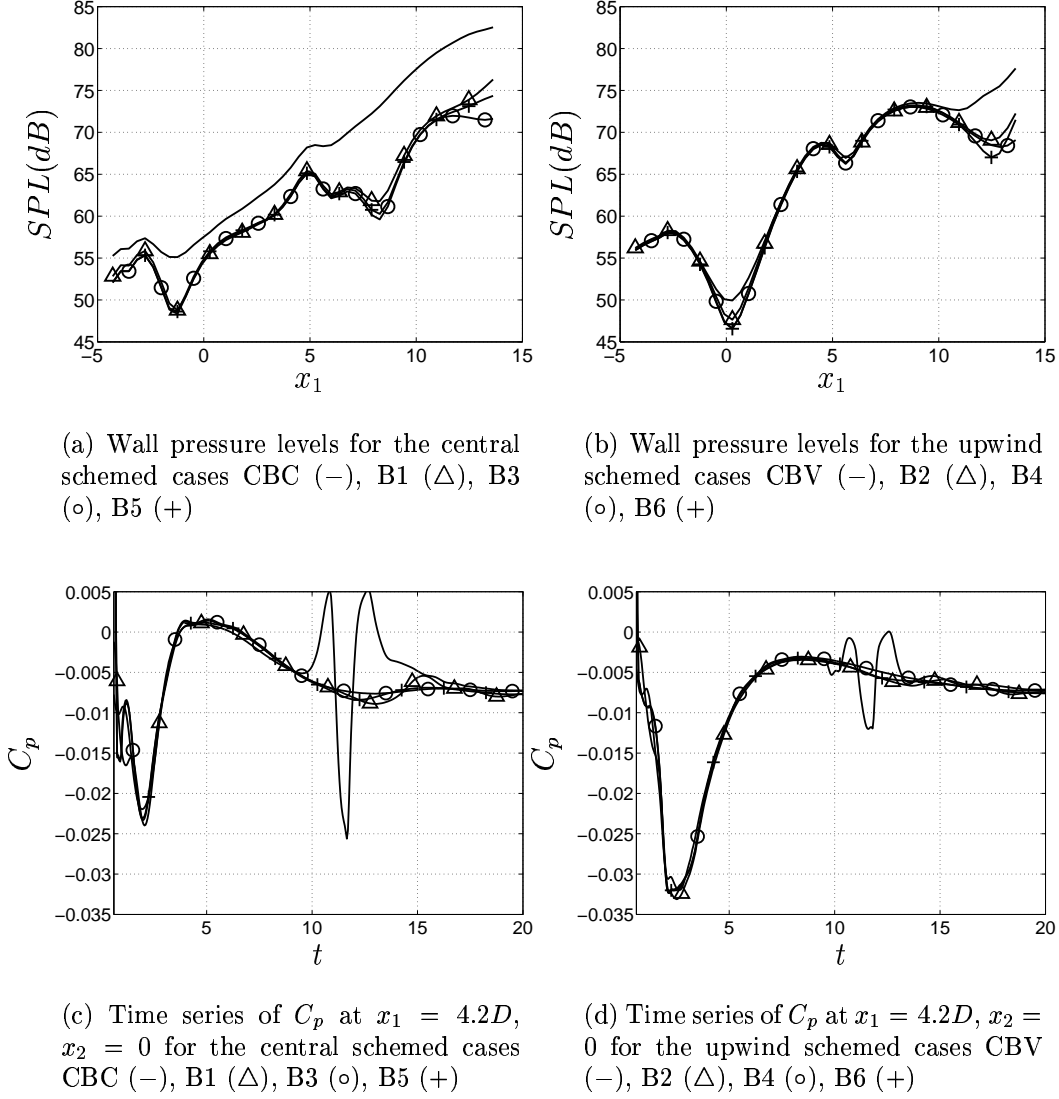 85
80
75
70
65
60
55
50
45
SPL(dB)
−5
0
5
10
15
x1
85
80
75
70
65
60
55
50
45
SPL(dB)
−5
0
5
10
15
x1
(a) Wall pressure levels for the central
schemed cases CBC (−), B1 (△), B3
(∘), B5 (+)
(b) Wall pressure levels for the upwind
schemed cases CBV (−), B2 (△), B4
(∘), B6 (+)
0.005
0
−0.005
−0.01
−0.015
−0.02
−0.025
−0.03
−0.035
Cp
5
10
15
20
t
0.005
0
−0.005
−0.01
−0.015
−0.02
−0.025
−0.03
−0.035
Cp
5
10
15
20
t
(c) Time series of Cp at x1 = 4.2D,
x2 = 0 for the central schemed cases
CBC (−), B1 (△), B3 (∘), B5 (+)
(d) Time series of Cp at x1 = 4.2D, x2 =
0 for the upwind schemed cases CBV
(−), B2 (△), B4 (∘), B6 (+)